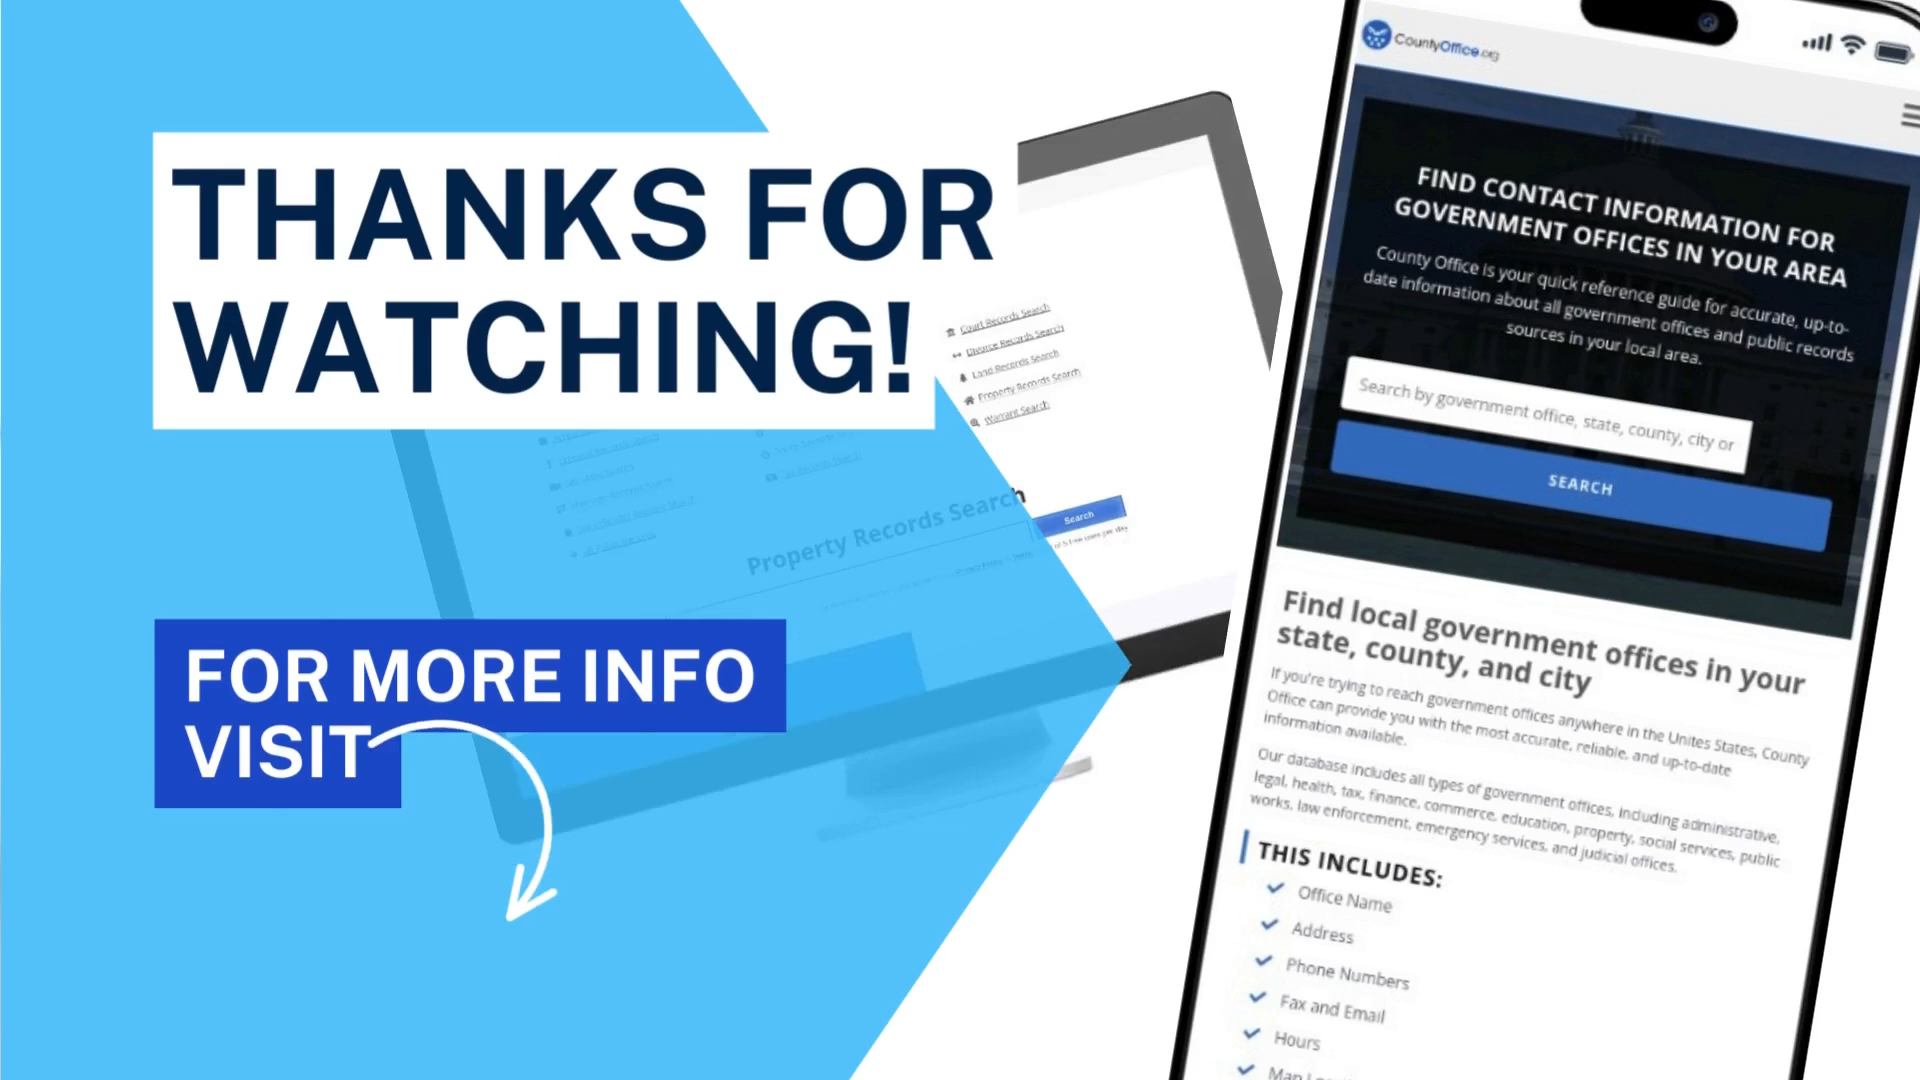 THANKS FOR
WATCHING!
FOR MORE INFO
VISIT
Court Records Search
Divorce Records Search
Land Records Search
Property Records Search
Warrant Search
Property Records Search
Search
CountyOffice.org
FIND CONTACT INFORMATION FOR
GOVERNMENT OFFICES IN YOUR AREA
County Office is your quick reference guide for accurate, up-to-
date information about all government offices and public records
sources in your local area.
Search by government office, state, county, city or
SEARCH
Find local government offices in your
state, county, and city
If you're trying to reach government offices anywhere in the Unites States, County
Office can provide you with the most accurate, reliable, and up-to-date
information available.
Our database includes all types of government offices, including administrative,
legal, health, tax, finance, commerce, education, property, social services, public
works, law enforcement, emergency services, and judicial offices.
THIS INCLUDES:
Office Name
Address
Phone Numbers
Fax and Email
Hours